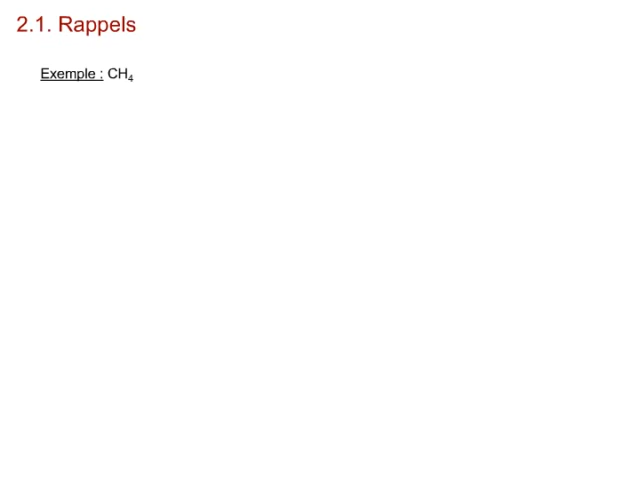 2.1. Rappels
Exemple : CH₄